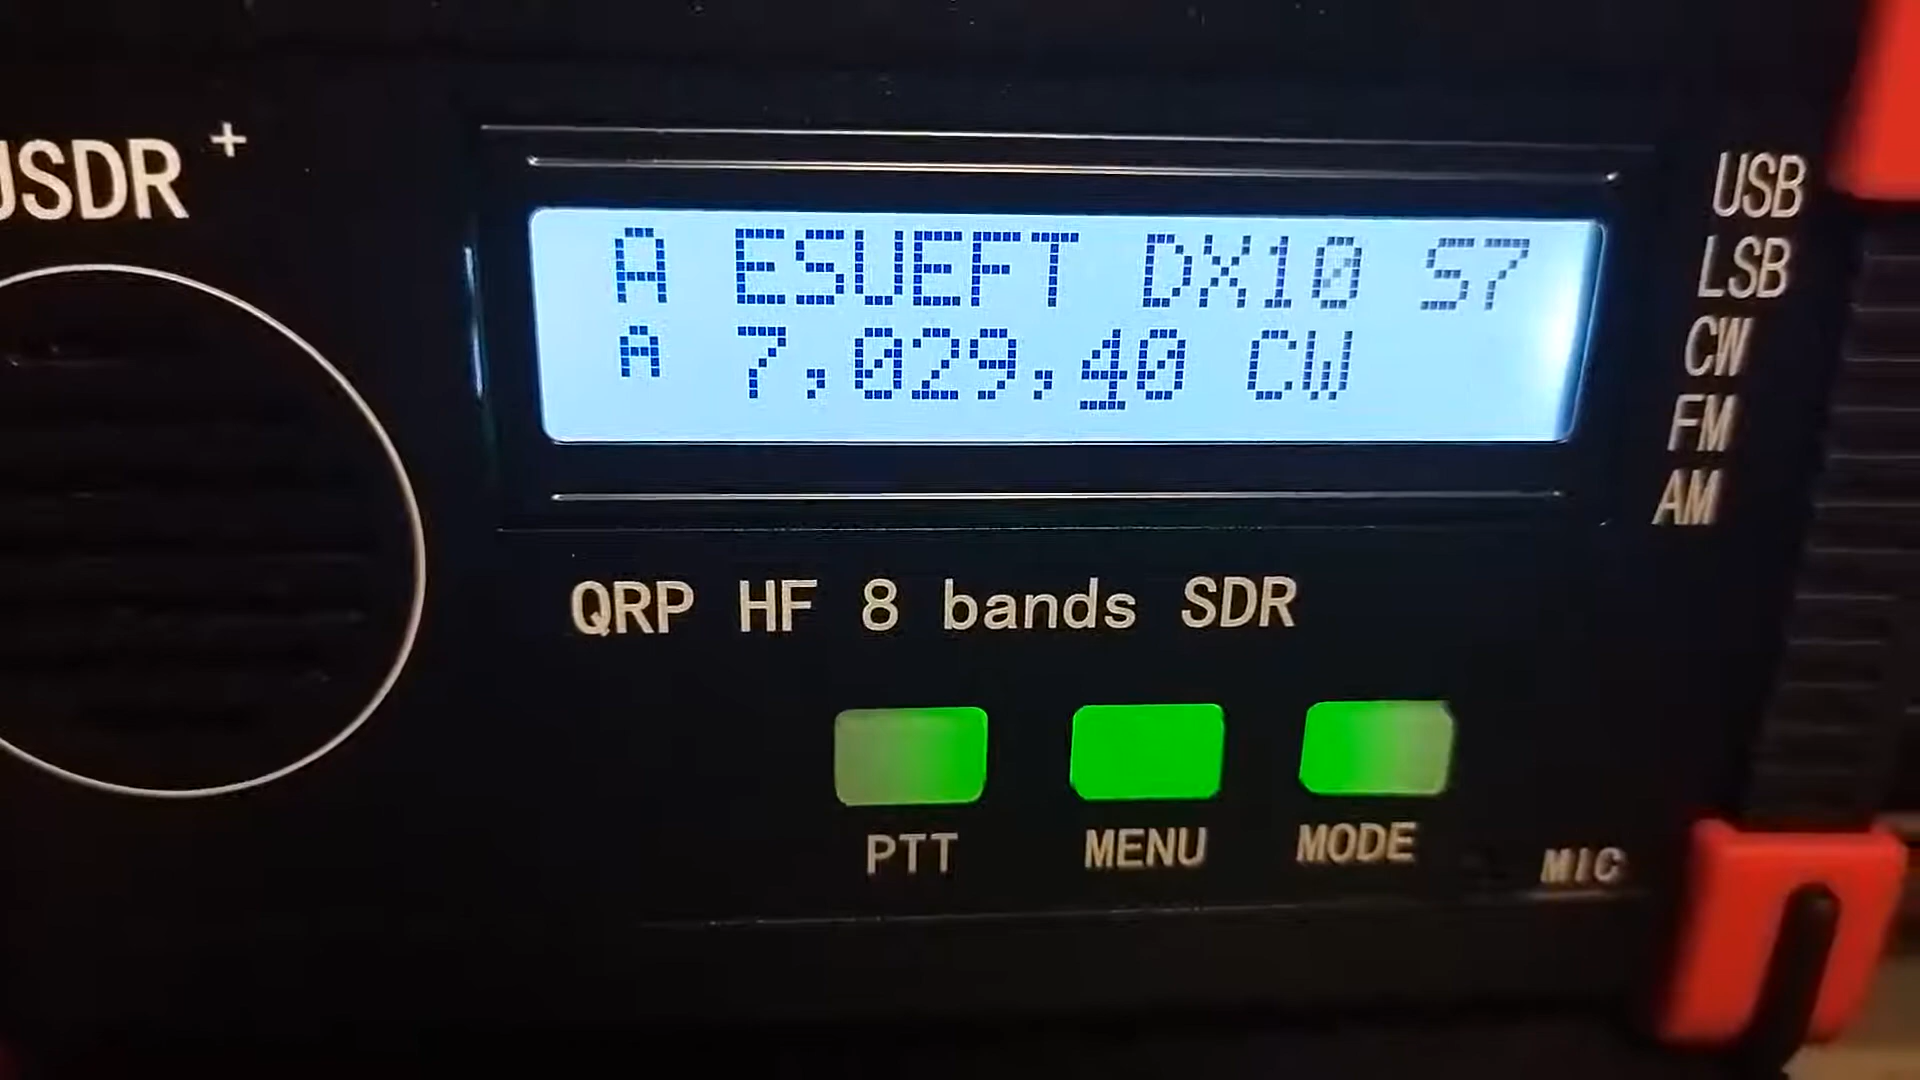 USDR+
A ESUEFT DX10 S7
A 7,029,40 CW
USB
LSB
CW
FM
AM
QRP HF 8 bands SDR
PTT
MENU
MODE
MIC